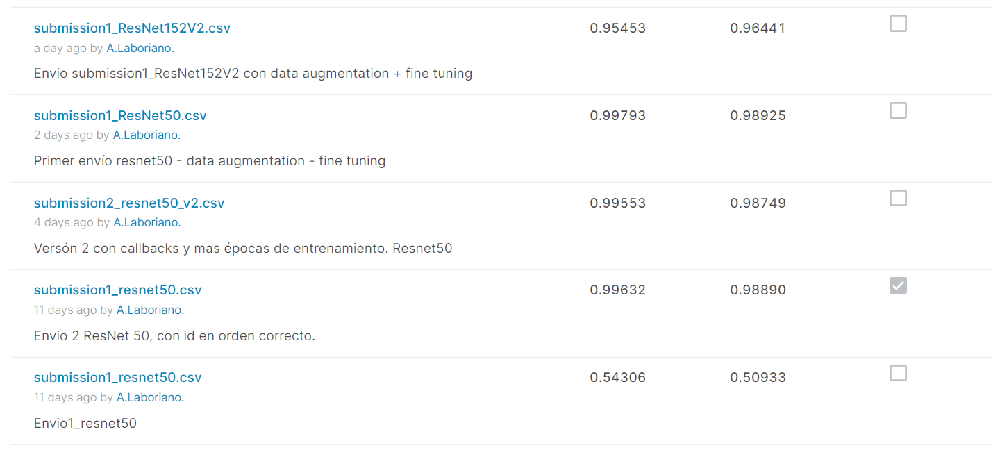 submission1_ResNet152V2.csv 0.95453 0.96441
a day ago by A.Laboriano.
Envio submission1_ResNet152V2 con data augmentation + fine tuning
submission1_ResNet50.csv 0.99793 0.98925
2 days ago by A.Laboriano.
Primer envío resnet50 - data augmentation - fine tuning
submission2_resnet50_v2.csv 0.99553 0.98749
4 days ago by A.Laboriano.
Versón 2 con callbacks y mas épocas de entrenamiento. Resnet50
submission1_resnet50.csv 0.99632 0.98890
11 days ago by A.Laboriano.
Envio 2 ResNet 50, con id en orden correcto.
submission1_resnet50.csv 0.54306 0.50933
11 days ago by A.Laboriano.
Envio1_resnet50